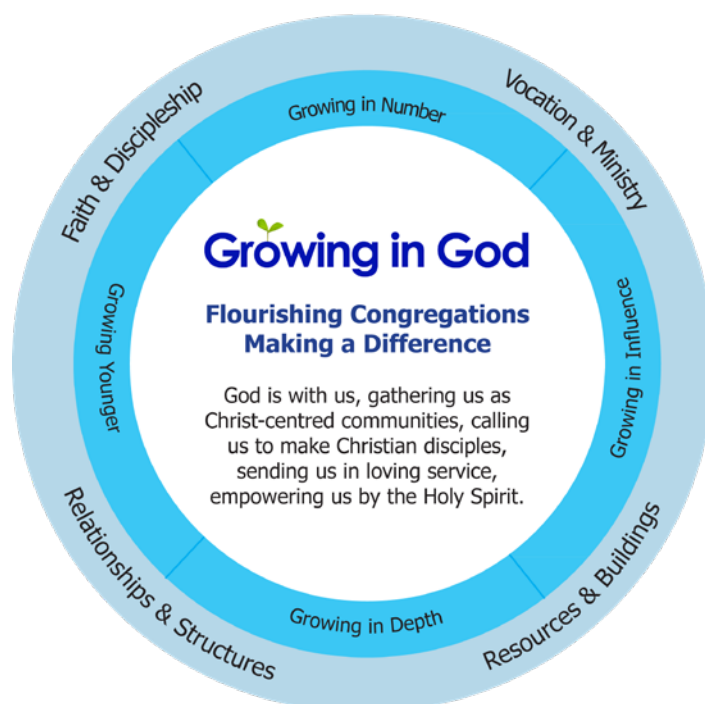 Faith & Discipleship
Vocation & Ministry
Growing in Number
Growing in God
Flourishing Congregations
Making a Difference
God is with us, gathering us as
Christ-centred communities, calling
us to make Christian disciples,
sending us in loving service,
empowering us by the Holy Spirit.
Growing Younger
Growing in Influence
Growing in Depth
Relationships & Structures
Resources & Buildings